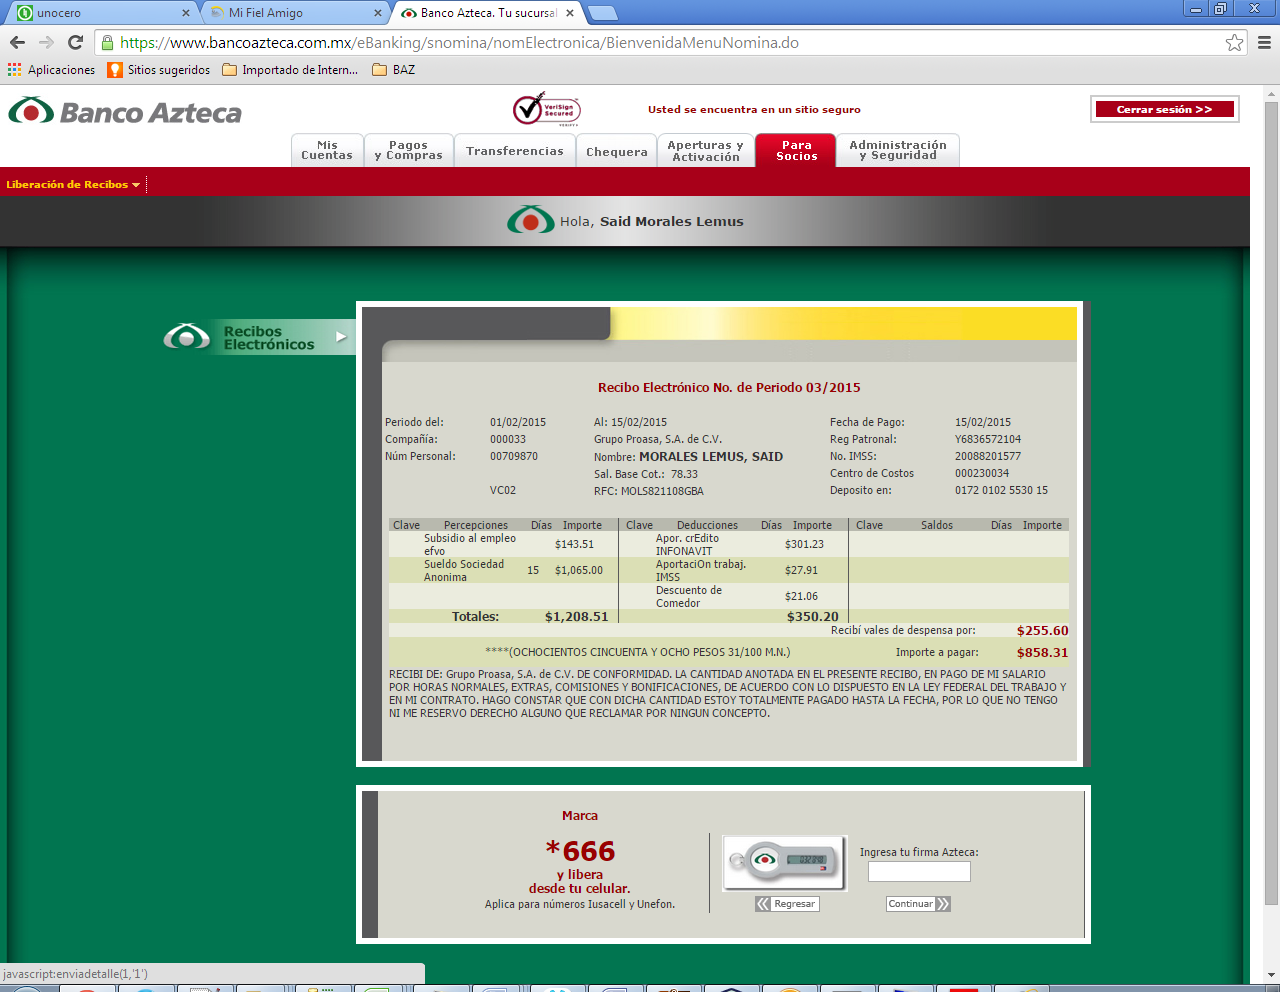 unocero
Mi Fiel Amigo
Banco Azteca. Tu sucursal
https://www.bancoazteca.com.mx/eBanking/snomina/nomElectronica/BienvenidaMenuNomina.do
Aplicaciones Sitios sugeridos Importado de Intern... BAZ
Banco Azteca
VeriSign
Secured
VERIFY
Usted se encuentra en un sitio seguro
Cerrar sesión >>
Mis
Cuentas
Pagos
y Compras
Transferencias
Chequera
Aperturas y
Activación
Para
Socios
Administración
y Seguridad
Liberación de Recibos
Hola, Said Morales Lemus
Recibos
Electrónicos
Recibo Electrónico No. de Periodo 03/2015
Periodo del: 01/02/2015 Al: 15/02/2015 Fecha de Pago: 15/02/2015
Compañía: 000033 Grupo Proasa, S.A. de C.V. Reg Patronal: Y6836572104
Núm Personal: 00709870 Nombre: MORALES LEMUS, SAID No. IMSS: 20088201577
Sal. Base Cot.: 78.33 Centro de Costos 000230034
VC02 RFC: MOLS821108GBA Deposito en: 0172 0102 5530 15
Clave Percepciones Días Importe Clave Deducciones Días Importe Clave Saldos Días Importe
Subsidio al empleo
efvo
$143.51
Apor. crEdito
INFONAVIT
$301.23
Sueldo Sociedad
Anonima
15 $1,065.00
AportaciOn trabaj.
IMSS
$27.91
Descuento de
Comedor
$21.06
Totales: $1,208.51 $350.20
Recibí vales de despensa por: $255.60
****(OCHOCIENTOS CINCUENTA Y OCHO PESOS 31/100 M.N.) Importe a pagar: $858.31
RECIBI DE: Grupo Proasa, S.A. de C.V. DE CONFORMIDAD. LA CANTIDAD ANOTADA EN EL PRESENTE RECIBO, EN PAGO DE MI SALARIO
POR HORAS NORMALES, EXTRAS, COMISIONES Y BONIFICACIONES, DE ACUERDO CON LO DISPUESTO EN LA LEY FEDERAL DEL TRABAJO Y
EN MI CONTRATO. HAGO CONSTAR QUE CON DICHA CANTIDAD ESTOY TOTALMENTE PAGADO HASTA LA FECHA, POR LO QUE NO TENGO
NI ME RESERVO DERECHO ALGUNO QUE RECLAMAR POR NINGUN CONCEPTO.
Marca
*666
y libera
desde tu celular.
Aplica para números Iusacell y Unefon.
Ingresa tu firma Azteca:
Regresar
Continuar
javascript:enviadetalle(1,'1')